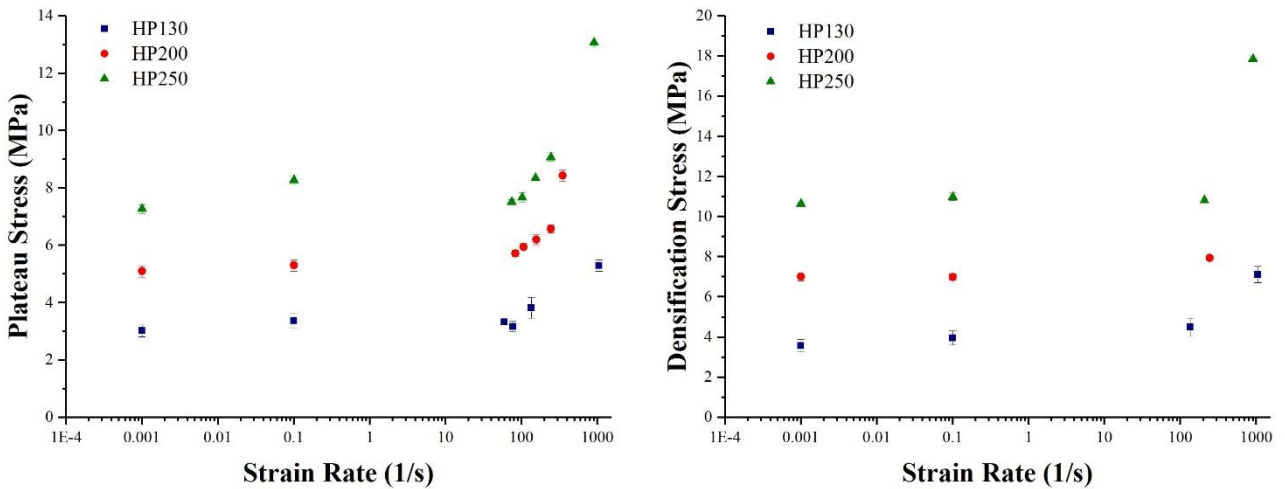 14
12
10
8
6
4
2
0
Plateau Stress (MPa)
HP130
HP200
HP250
1E-4 0.001 0.01 0.1 1 10 100 1000
Strain Rate (1/s)
20
18
16
14
12
10
8
6
4
2
0
Densification Stress (MPa)
HP130
HP200
HP250
1E-4 0.001 0.01 0.1 1 10 100 1000
Strain Rate (1/s)